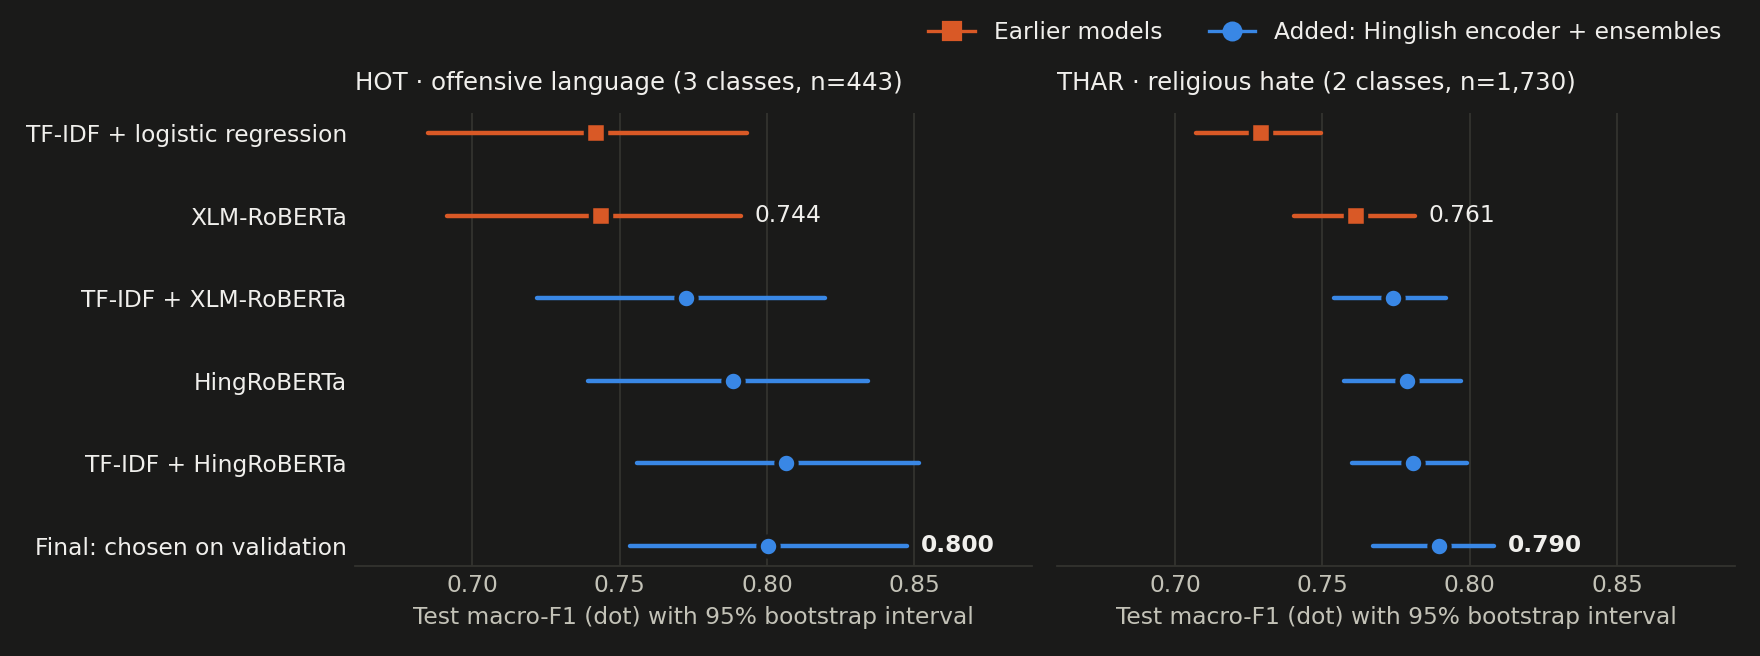 Earlier models
Added: Hinglish encoder + ensembles
HOT · offensive language (3 classes, n=443)
THAR · religious hate (2 classes, n=1,730)
TF-IDF + logistic regression
XLM-RoBERTa
0.744
0.761
TF-IDF + XLM-RoBERTa
HingRoBERTa
TF-IDF + HingRoBERTa
Final: chosen on validation
0.800
0.790
0.70 0.75 0.80 0.85
0.70 0.75 0.80 0.85
Test macro-F1 (dot) with 95% bootstrap interval
Test macro-F1 (dot) with 95% bootstrap interval